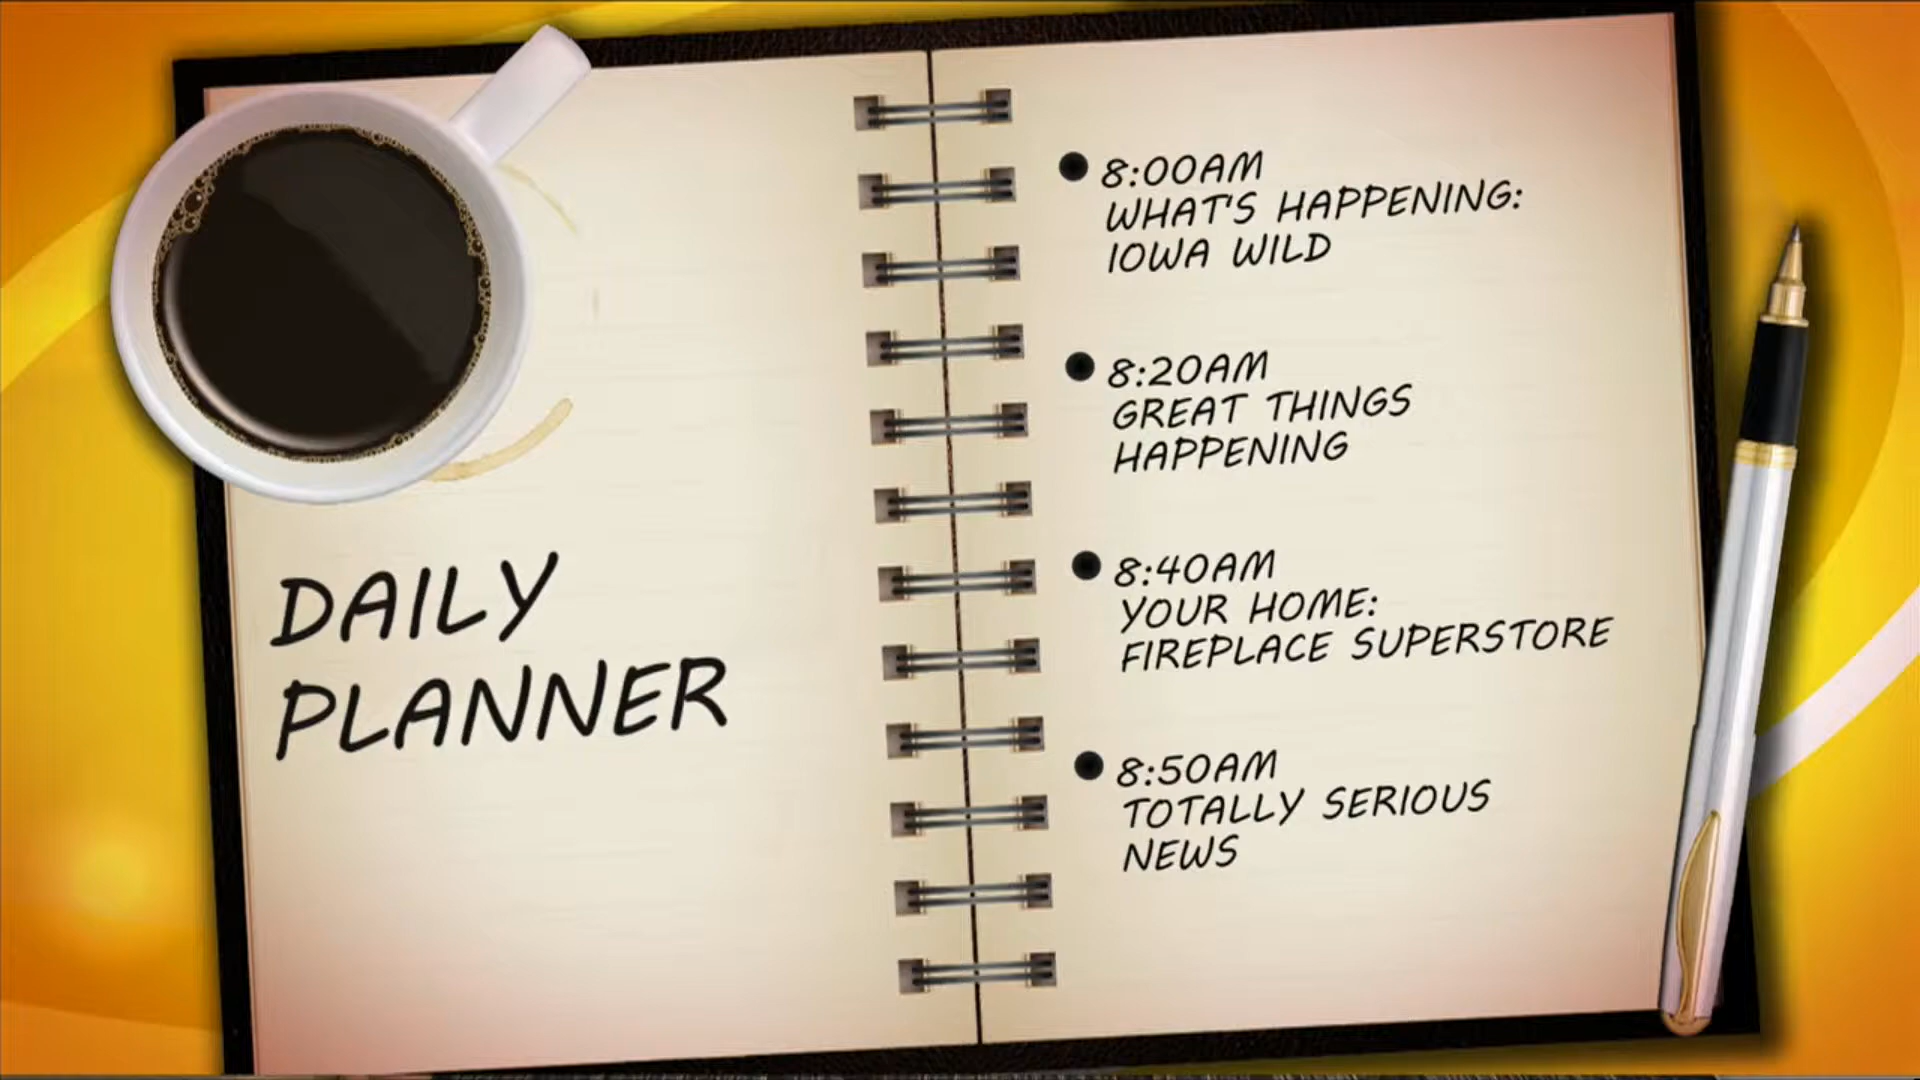 DAILY
PLANNER
8:00AM
WHAT'S HAPPENING:
IOWA WILD
8:20AM
GREAT THINGS
HAPPENING
8:40AM
YOUR HOME:
FIREPLACE SUPERSTORE
8:50AM
TOTALLY SERIOUS
NEWS